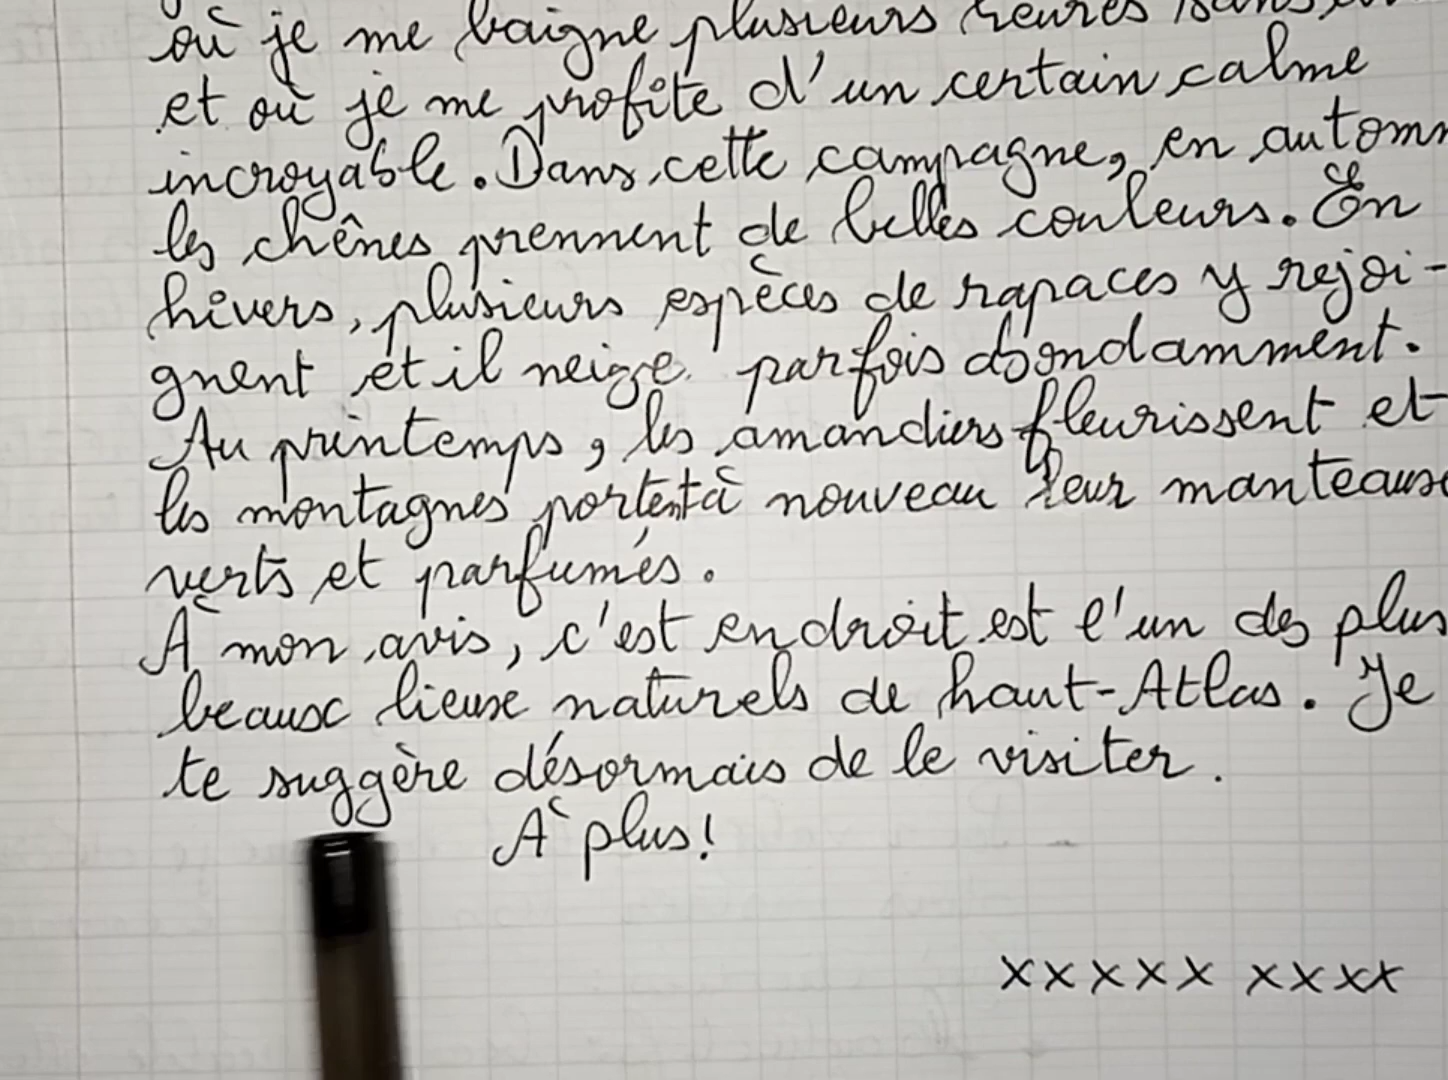 où je me baigne plusieurs heures
et où je me profite d'un certain calme
incroyable. Dans cette campagne, en
les chênes prennent de belles couleurs. En
hivers, plusieurs espèces de rapaces y rejoi-
gnent et il neige parfois abondamment.
Au printemps, les amandiers fleurissent et
les montagnes portent à nouveau leur manteaux
verts et parfumés.
À mon avis, c'est endroit est l'un des plus
beaux lieux naturels de haut-Atlas. Je
te suggère désormais de le visiter.
À plus!
xxxxx xxxx